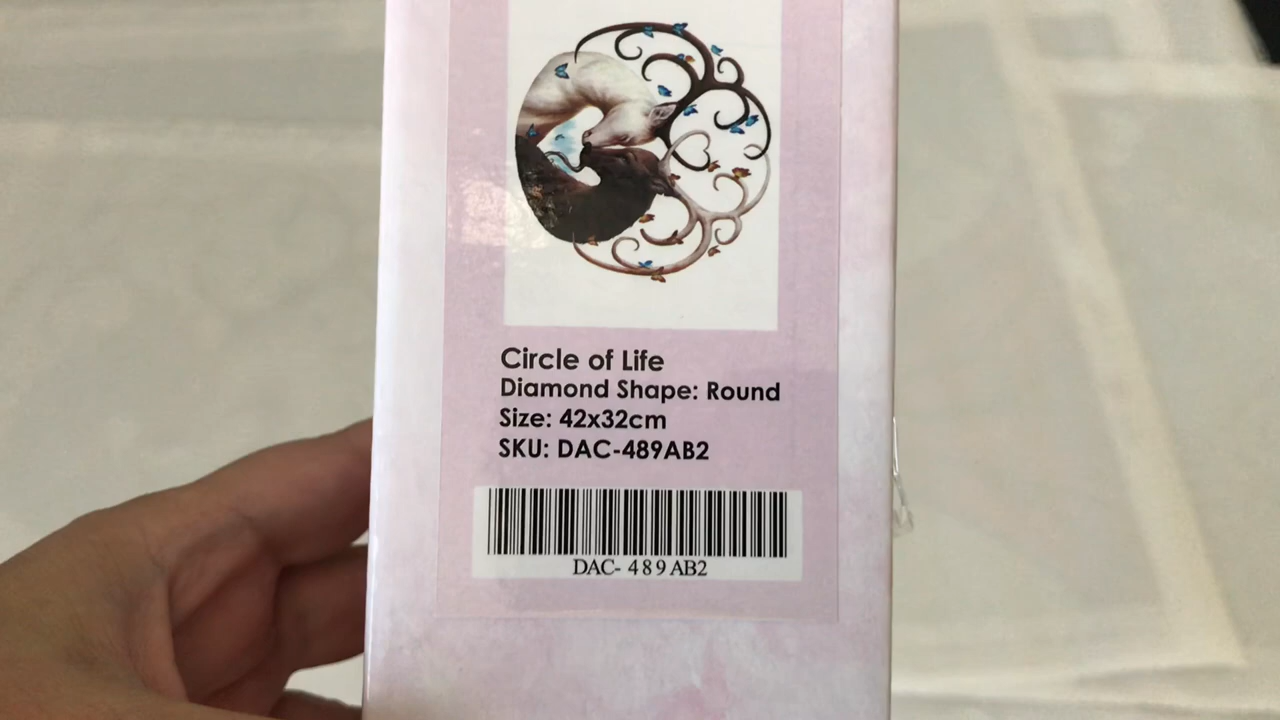 Circle of Life
Diamond Shape: Round
Size: 42x32cm
SKU: DAC-489AB2
DAC- 489AB2